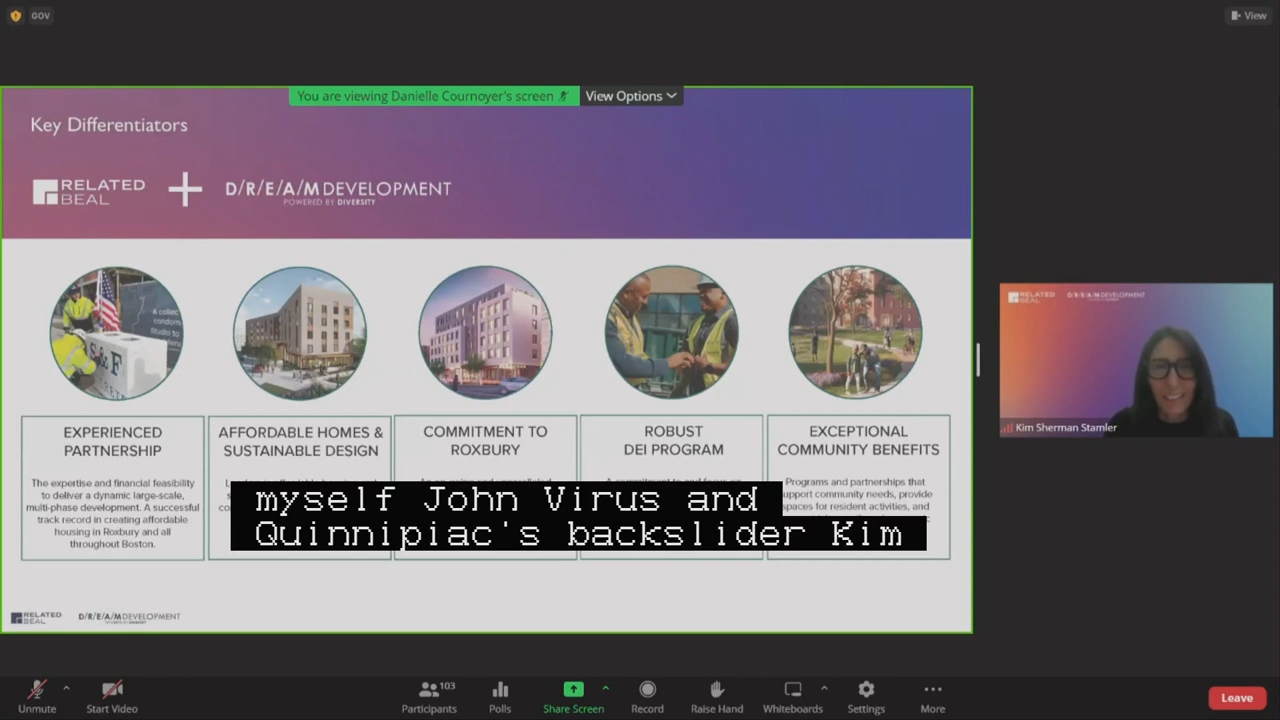 GOV
View
You are viewing Danielle Cournoyer's screen
View Options
Key Differentiators
RELATED
BEAL
D/R/E/A/M DEVELOPMENT
POWERED BY DIVERSITY
EXPERIENCED
PARTNERSHIP
The expertise and financial feasibility
to deliver a dynamic large-scale,
multi-phase development. A successful
track record in creating affordable
housing in Roxbury and all
throughout Boston.
AFFORDABLE HOMES &
SUSTAINABLE DESIGN
COMMITMENT TO
ROXBURY
ROBUST
DEI PROGRAM
EXCEPTIONAL
COMMUNITY BENEFITS
Programs and partnerships that
support community needs, provide
spaces for resident activities, and
myself John Virus and
Quinnipiac's backslider Kim
RELATED
BEAL
D/R/E/A/M DEVELOPMENT
RELATED
BEAL
D/R/E/A/M DEVELOPMENT
Kim Sherman Stamler
Unmute
Start Video
Participants
103
Polls
Share Screen
Record
Raise Hand
Whiteboards
Settings
More
Leave